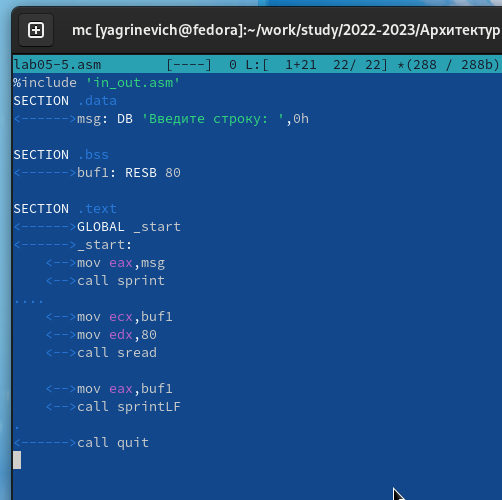 mc [yagrinevich@fedora]:~/work/study/2022-2023/Архитектур
lab05-5.asm [----] 0 L:[ 1+21 22/ 22] *(288 / 288b)
%include 'in_out.asm'
SECTION .data
<------>msg: DB 'Введите строку: ',0h
SECTION .bss
<------>buf1: RESB 80
SECTION .text
<------>GLOBAL _start
<------>_start:
<-->mov eax,msg
<-->call sprint
....
<-->mov ecx,buf1
<-->mov edx,80
<-->call sread
<-->mov eax,buf1
<-->call sprintLF
.
<------>call quit